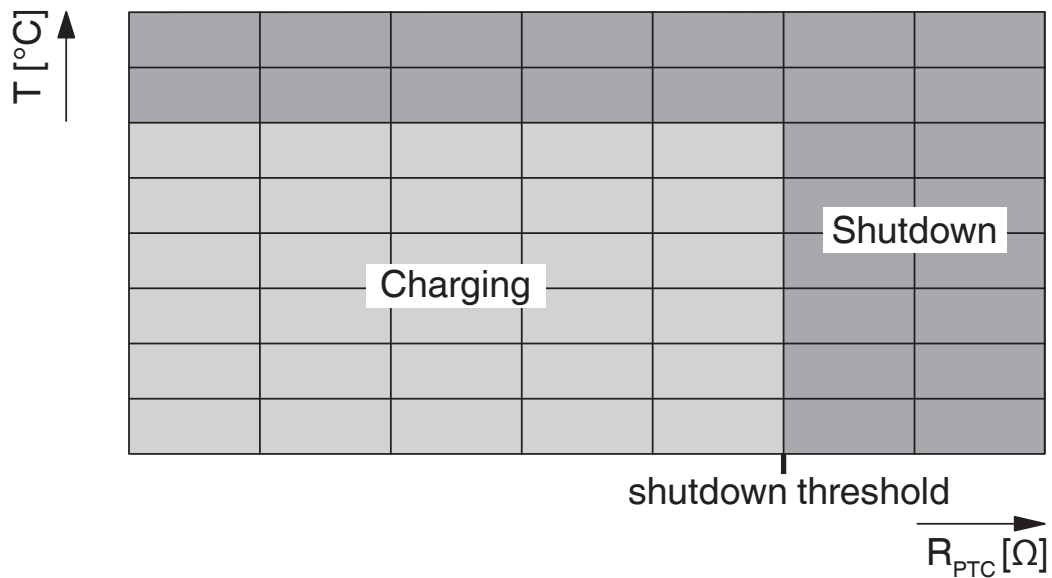 T [°C]
Shutdown
Charging
shutdown threshold
R_PTC [Ω]